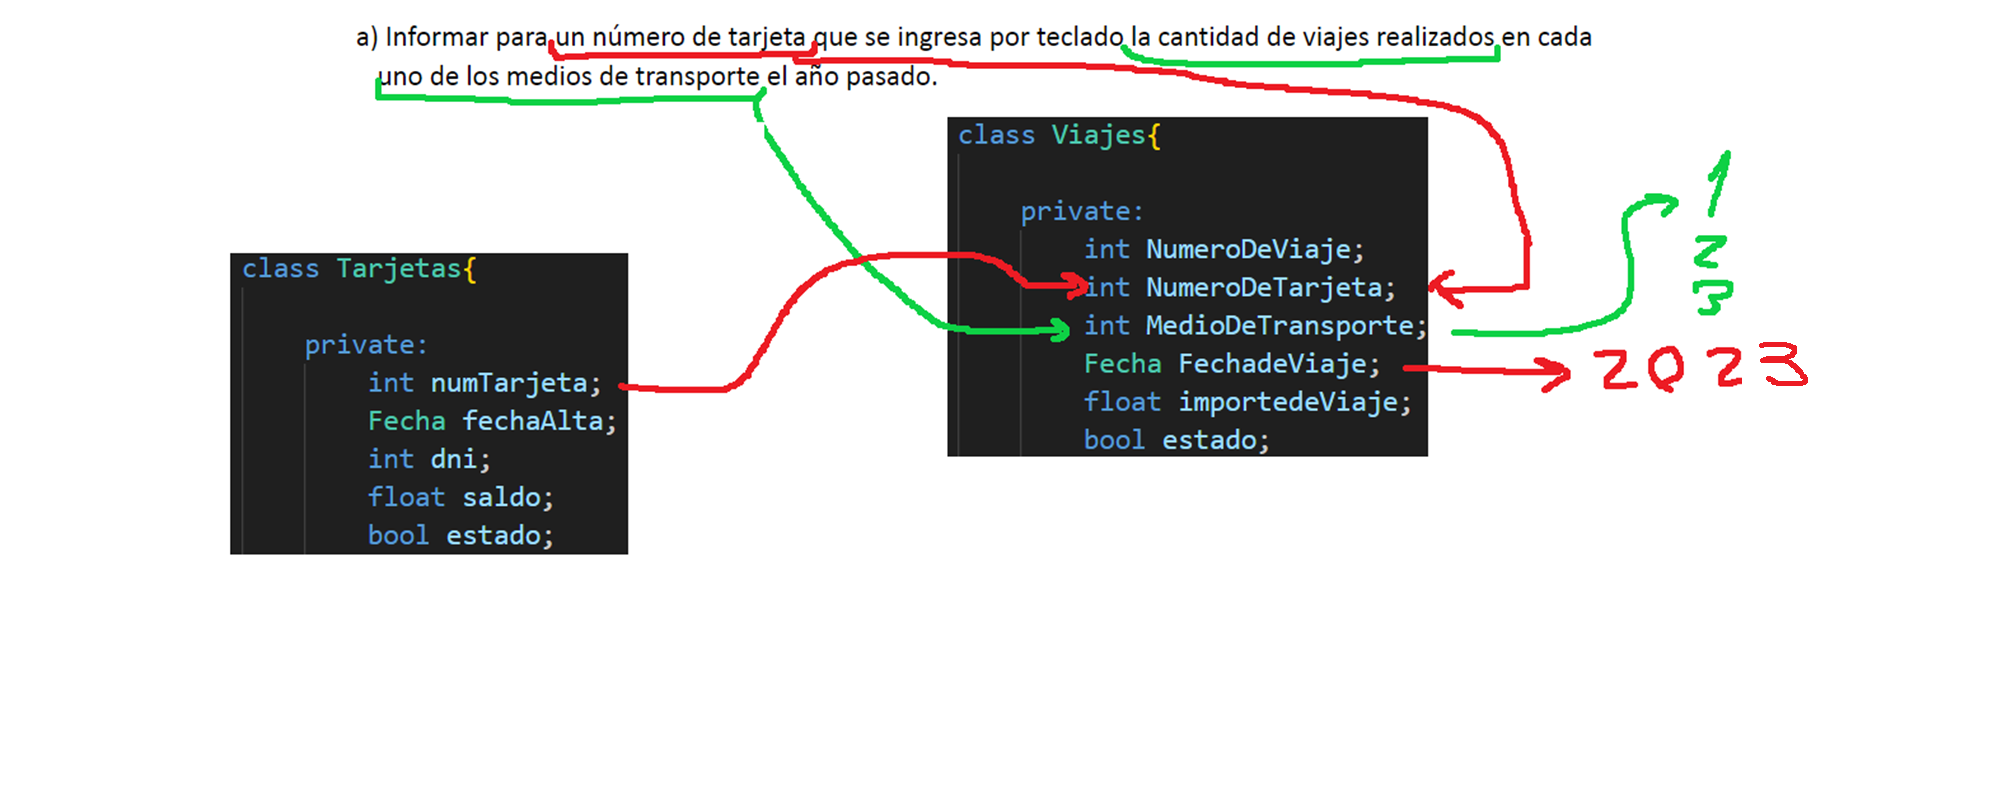 a) Informar para un número de tarjeta que se ingresa por teclado la cantidad de viajes realizados en cada
uno de los medios de transporte el año pasado.
class Viajes{
private:
int NumeroDeViaje;
int NumeroDeTarjeta;
int MedioDeTransporte;
Fecha FechadeViaje;
float importedeViaje;
bool estado;
1
2
3
2023
class Tarjetas{
private:
int numTarjeta;
Fecha fechaAlta;
int dni;
float saldo;
bool estado;